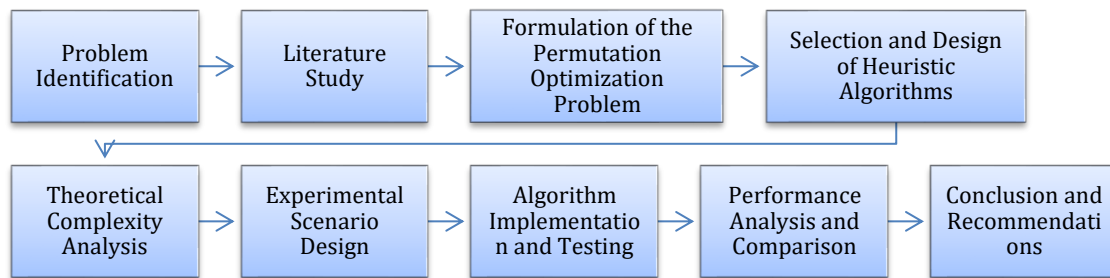 Problem
Identification
Literature
Study
Formulation of the
Permutation
Optimization
Problem
Selection and Design
of Heuristic
Algorithms
Theoretical
Complexity
Analysis
Experimental
Scenario
Design
Algorithm
Implementatio
n and Testing
Performance
Analysis and
Comparison
Conclusion and
Recommendati
ons